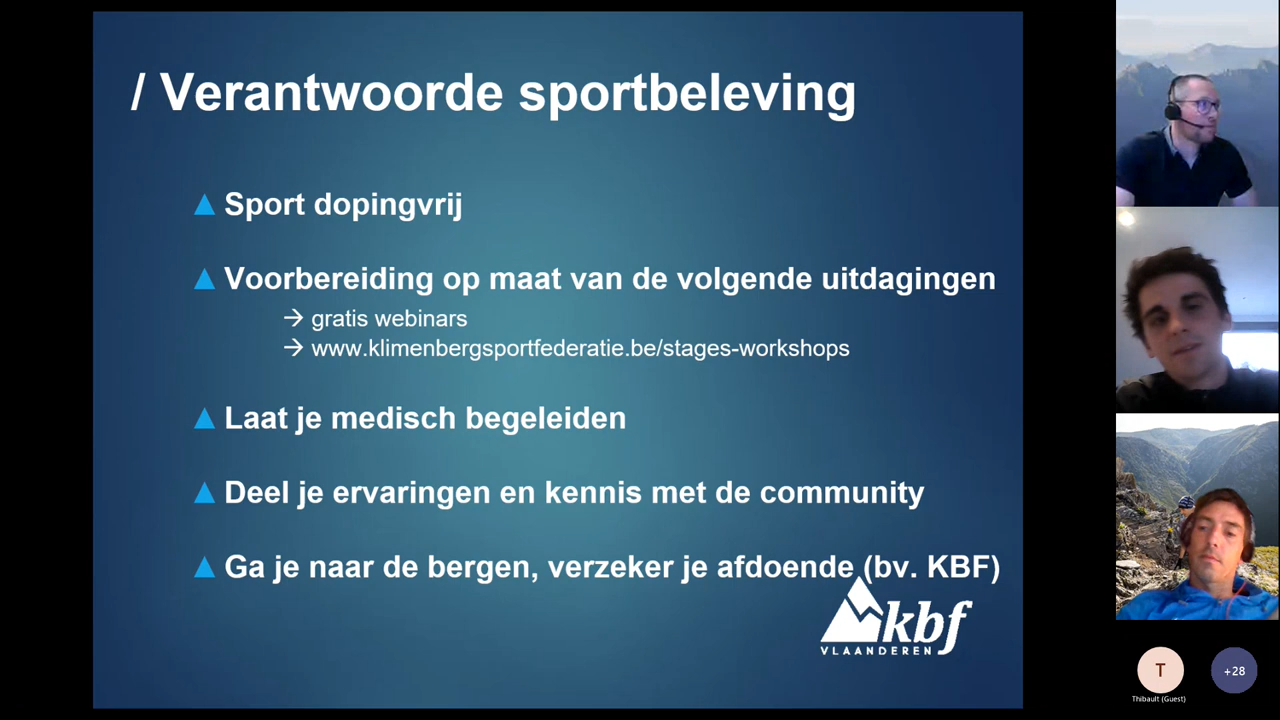 / Verantwoorde sportbeleving
Sport dopingvrij
Voorbereiding op maat van de volgende uitdagingen
→ gratis webinars
→ www.klimenbergsportfederatie.be/stages-workshops
Laat je medisch begeleiden
Deel je ervaringen en kennis met de community
Ga je naar de bergen, verzeker je afdoende (bv. KBF)
kbf
VLAANDEREN
T
+28
Thibault (Guest)